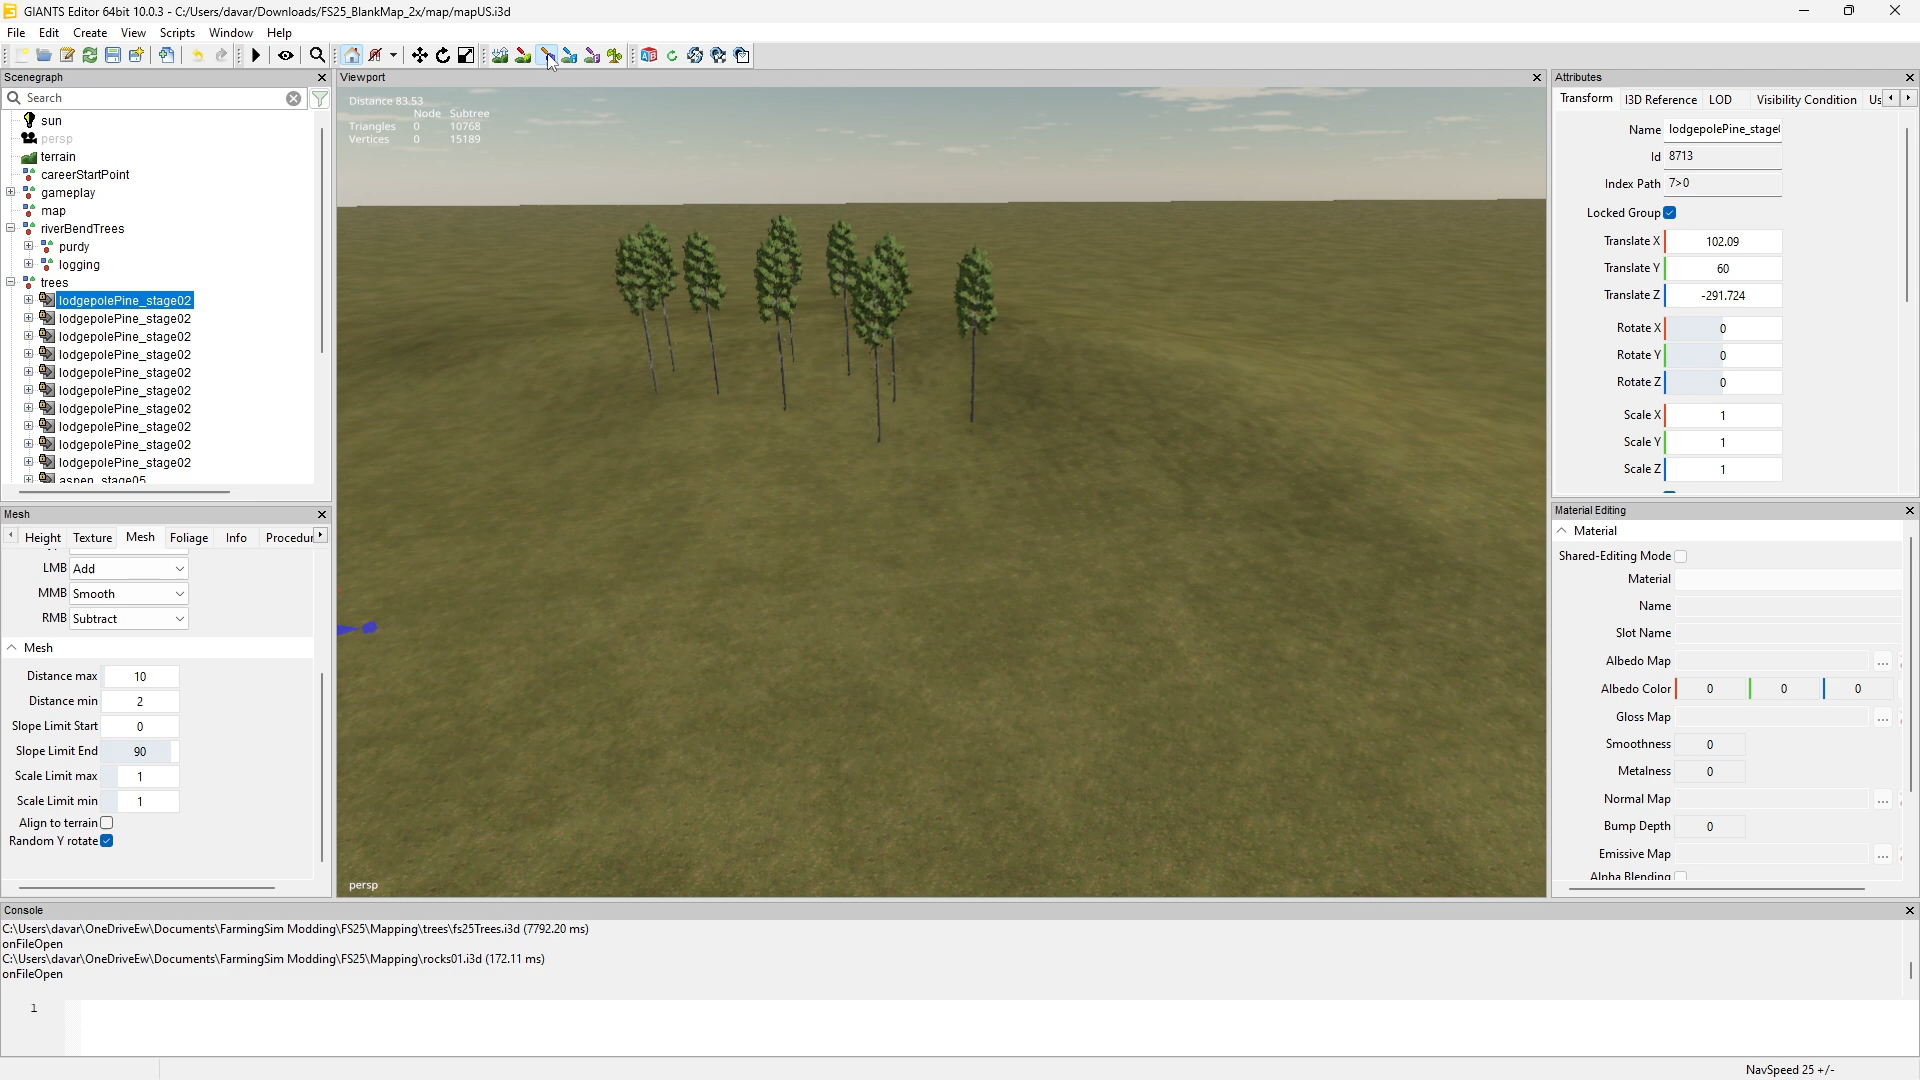 GIANTS Editor 64bit 10.0.3 - C:/Users/davar/Downloads/FS25_BlankMap_2x/map/mapUS.i3d
File Edit Create View Scripts Window Help
Scenegraph
Search
sun
persp
terrain
careerStartPoint
gameplay
map
riverBendTrees
purdy
logging
trees
lodgepolePine_stage02
lodgepolePine_stage02
lodgepolePine_stage02
lodgepolePine_stage02
lodgepolePine_stage02
lodgepolePine_stage02
lodgepolePine_stage02
lodgepolePine_stage02
lodgepolePine_stage02
lodgepolePine_stage02
aspen_stage05
Mesh
Height Texture Mesh Foliage Info Procedur
LMB Add
MMB Smooth
RMB Subtract
Mesh
Distance max 10
Distance min 2
Slope Limit Start 0
Slope Limit End 90
Scale Limit max 1
Scale Limit min 1
Align to terrain
Random Y rotate
Viewport
Distance 83.53
Node Subtree
Triangles 0 10768
Vertices 0 15189
persp
Attributes
Transform I3D Reference LOD Visibility Condition Us
Name lodgepolePine_stage
Id 8713
Index Path 7>0
Locked Group
Translate X 102.09
Translate Y 60
Translate Z -291.724
Rotate X 0
Rotate Y 0
Rotate Z 0
Scale X 1
Scale Y 1
Scale Z 1
Material Editing
Material
Shared-Editing Mode
Material
Name
Slot Name
Albedo Map ...
Albedo Color 0 0 0
Gloss Map ...
Smoothness 0
Metalness 0
Normal Map ...
Bump Depth 0
Emissive Map ...
Alpha Blending
Console
C:\Users\davar\OneDriveEw\Documents\FarmingSim Modding\FS25\Mapping\trees\fs25Trees.i3d (7792.20 ms)
onFileOpen
C:\Users\davar\OneDriveEw\Documents\FarmingSim Modding\FS25\Mapping\rocks01.i3d (172.11 ms)
onFileOpen
1
NavSpeed 25 +/-